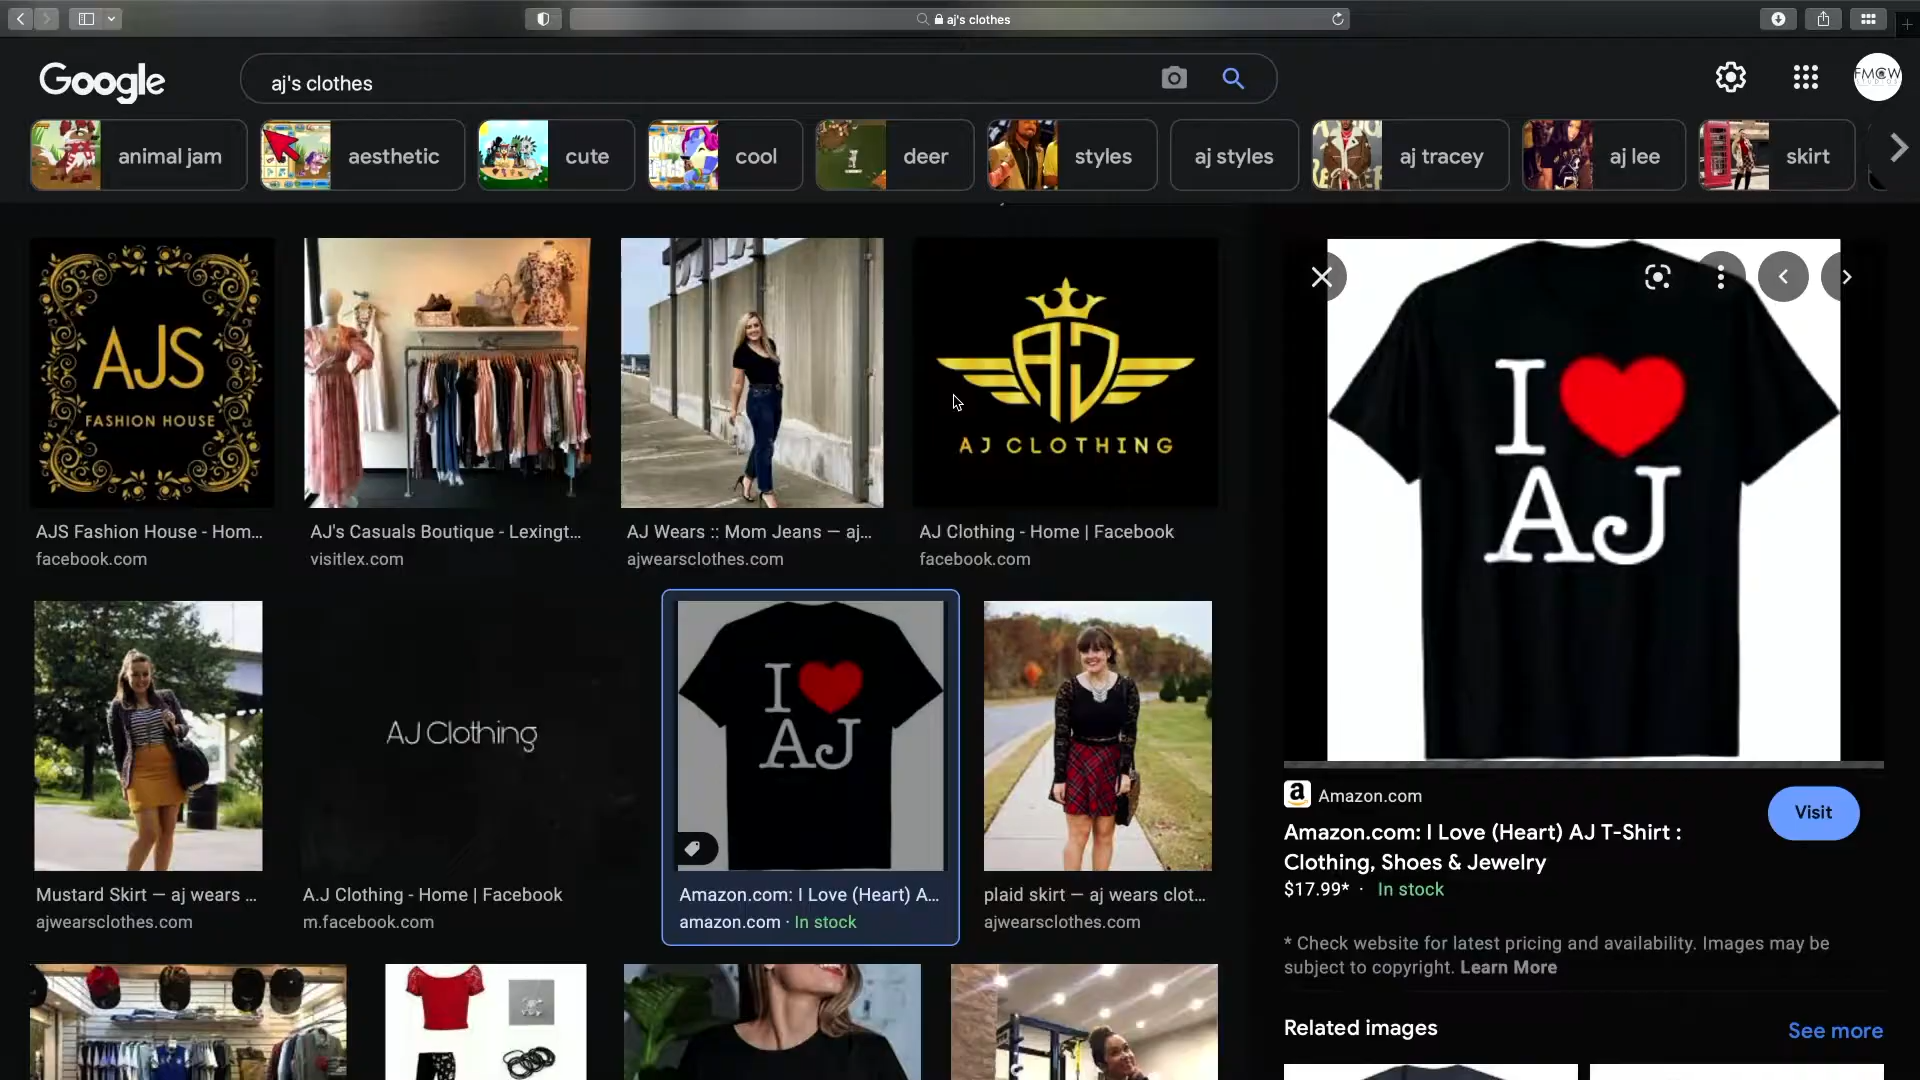 aj's clothes
Google
aj's clothes
FMCW
animal jam
aesthetic
cute
cool
deer
styles
aj styles
aj tracey
aj lee
skirt
AJS
FASHION HOUSE
AJ CLOTHING
I
AJ
AJS Fashion House - Hom...
facebook.com
AJ's Casuals Boutique - Lexingt...
visitlex.com
AJ Wears :: Mom Jeans — aj...
ajwearsclothes.com
AJ Clothing - Home | Facebook
facebook.com
AJ Clothing
I
AJ
Mustard Skirt — aj wears ...
ajwearsclothes.com
A.J Clothing - Home | Facebook
m.facebook.com
Amazon.com: I Love (Heart) A...
amazon.com · In stock
plaid skirt — aj wears clot...
ajwearsclothes.com
a Amazon.com
Visit
Amazon.com: I Love (Heart) AJ T-Shirt :
Clothing, Shoes & Jewelry
$17.99* · In stock
* Check website for latest pricing and availability. Images may be
subject to copyright. Learn More
Related images
See more